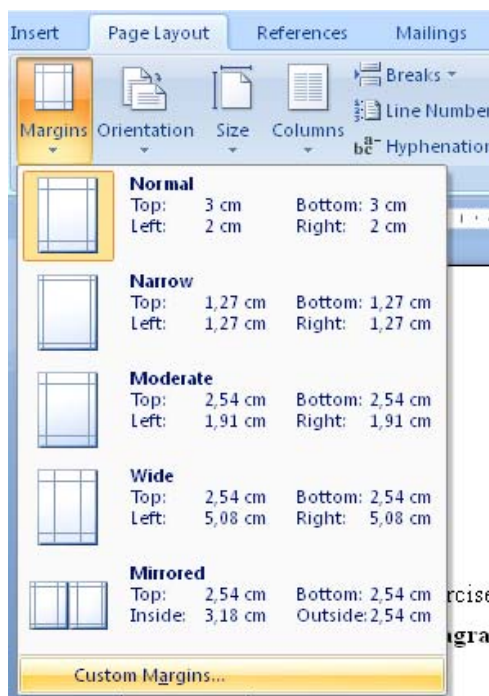 Insert Page Layout References Mailings
Breaks
Line Number
Margins Orientation Size Columns
Hyphenation
Normal
Top: 3 cm Bottom: 3 cm
Left: 2 cm Right: 2 cm
Narrow
Top: 1,27 cm Bottom: 1,27 cm
Left: 1,27 cm Right: 1,27 cm
Moderate
Top: 2,54 cm Bottom: 2,54 cm
Left: 1,91 cm Right: 1,91 cm
Wide
Top: 2,54 cm Bottom: 2,54 cm
Left: 5,08 cm Right: 5,08 cm
Mirrored
Top: 2,54 cm Bottom: 2,54 cm
Inside: 3,18 cm Outside: 2,54 cm
rcise
agra
Custom Margins...